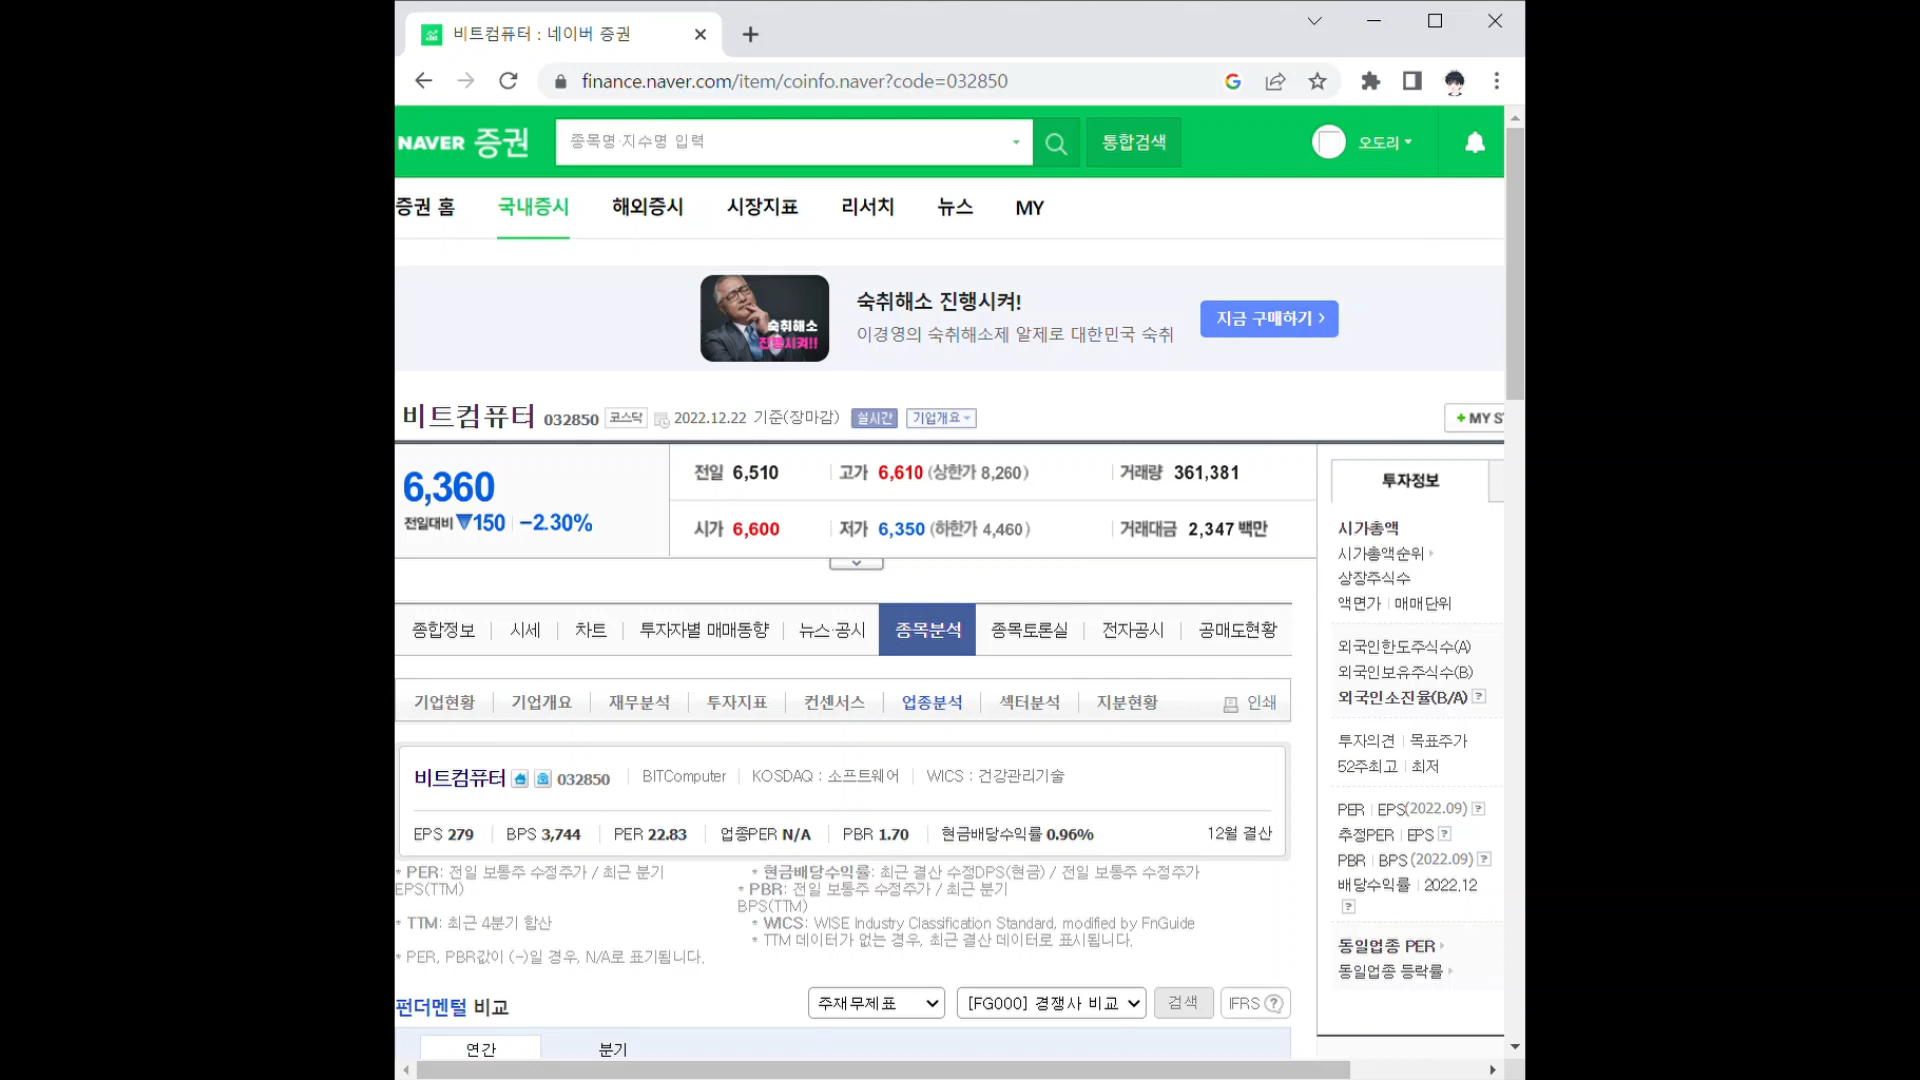 비트컴퓨터 : 네이버 증권
finance.naver.com/item/coinfo.naver?code=032850
NAVER 증권
종목명·지수명 입력
통합검색
오도리
증권 홈 국내증시 해외증시 시장지표 리서치 뉴스 MY
숙취해소
진행시켜!!
숙취해소 진행시켜!
이경영의 숙취해소제 알제로 대한민국 숙취
지금 구매하기
비트컴퓨터 032850 코스닥 2022.12.22 기준(장마감) 실시간 기업개요
+ MY S
6,360
전일대비 ▼150 | -2.30%
전일 6,510 | 고가 6,610 (상한가 8,260) | 거래량 361,381
시가 6,600 | 저가 6,350 (하한가 4,460) | 거래대금 2,347 백만
종합정보 | 시세 | 차트 | 투자자별 매매동향 | 뉴스·공시 종목분석 종목토론실 | 전자공시 | 공매도현황
기업현황 | 기업개요 | 재무분석 | 투자지표 | 컨센서스 | 업종분석 | 섹터분석 | 지분현황 인쇄
비트컴퓨터 032850 | BITComputer | KOSDAQ : 소프트웨어 | WICS : 건강관리기술
EPS 279 | BPS 3,744 | PER 22.83 | 업종PER N/A | PBR 1.70 | 현금배당수익률 0.96% 12월 결산
* PER: 전일 보통주 수정주가 / 최근 분기
EPS(TTM)
* TTM: 최근 4분기 합산
* PER, PBR값이 (-)일 경우, N/A로 표기됩니다.
* 현금배당수익률: 최근 결산 수정DPS(현금) / 전일 보통주 수정주가
* PBR: 전일 보통주 수정주가 / 최근 분기
BPS(TTM)
* WICS: WISE Industry Classification Standard, modified by FnGuide
* TTM 데이터가 없는 경우, 최근 결산 데이터로 표시됩니다.
펀더멘털 비교
주재무제표 [FG000] 경쟁사 비교 검색 IFRS ?
연간 분기
투자정보
시가총액
시가총액순위
상장주식수
액면가 | 매매단위
외국인한도주식수(A)
외국인보유주식수(B)
외국인소진율(B/A) ?
투자의견 | 목표주가
52주최고 | 최저
PER | EPS(2022.09) ?
추정PER | EPS ?
PBR | BPS (2022.09) ?
배당수익률 | 2022.12
?
동일업종 PER
동일업종 등락률